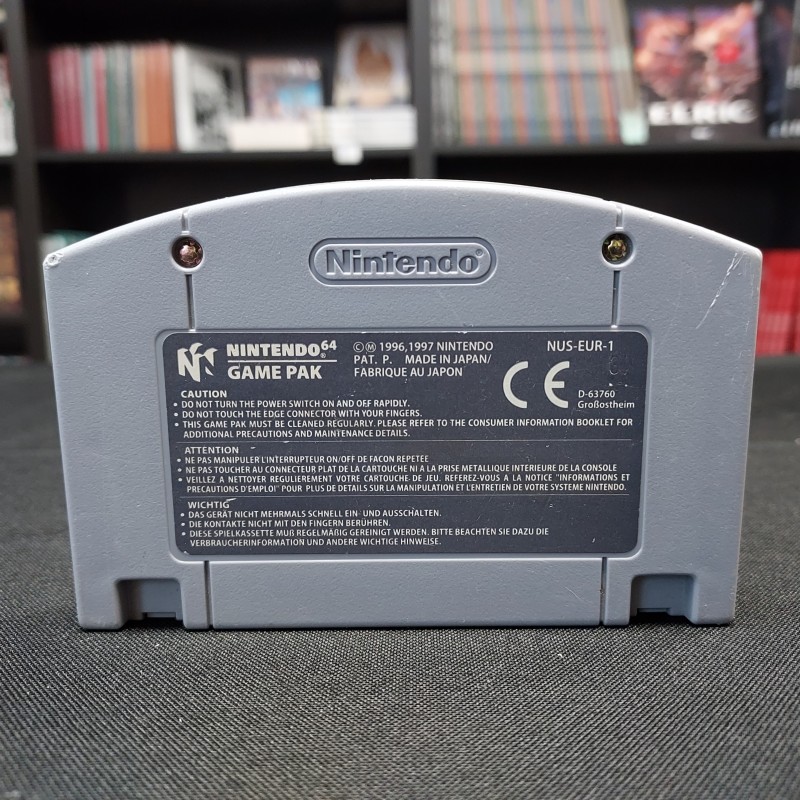 ELRIC
Nintendo®
NINTENDO®64
GAME PAK
©Ⓜ 1996,1997 NINTENDO
PAT. P. MADE IN JAPAN/
FABRIQUE AU JAPON
NUS-EUR-1
CE
D-63760
Großostheim
CAUTION
• DO NOT TURN THE POWER SWITCH ON AND OFF RAPIDLY.
• DO NOT TOUCH THE EDGE CONNECTOR WITH YOUR FINGERS.
• THIS GAME PAK MUST BE CLEANED REGULARLY. PLEASE REFER TO THE CONSUMER INFORMATION BOOKLET FOR
ADDITIONAL PRECAUTIONS AND MAINTENANCE DETAILS.
ATTENTION
• NE PAS MANIPULER L'INTERRUPTEUR ON/OFF DE FACON REPETEE
• NE PAS TOUCHER AU CONNECTEUR PLAT DE LA CARTOUCHE NI A LA PRISE METALLIQUE INTERIEURE DE LA CONSOLE
• VEILLEZ A NETTOYER REGULIEREMENT VOTRE CARTOUCHE DE JEU. REFEREZ-VOUS A LA NOTICE "INFORMATIONS ET
PRECAUTIONS D'EMPLOI" POUR PLUS DE DETAILS SUR LA MANIPULATION ET L'ENTRETIEN DE VOTRE SYSTEME NINTENDO.
WICHTIG
• DAS GERÄT NICHT MEHRMALS SCHNELL EIN- UND AUSSCHALTEN.
• DIE KONTAKTE NICHT MIT DEN FINGERN BERÜHREN.
• DIESE SPIELKASSETTE MUß REGELMÄßIG GEREINIGT WERDEN. BITTE BEACHTEN SIE DAZU DIE
VERBRAUCHERINFORMATION UND ANDERE WICHTIGE HINWEISE.